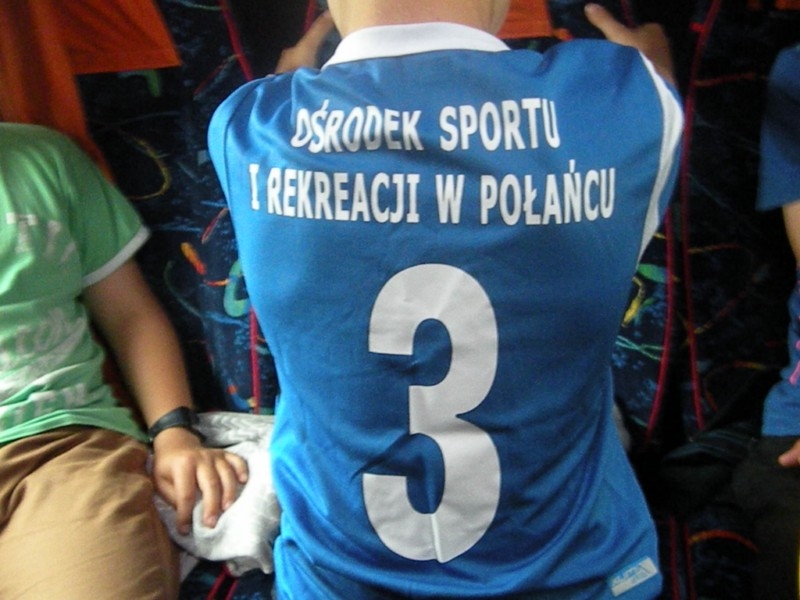 OŚRODEK SPORTU
I REKREACJI W POŁAŃCU
3